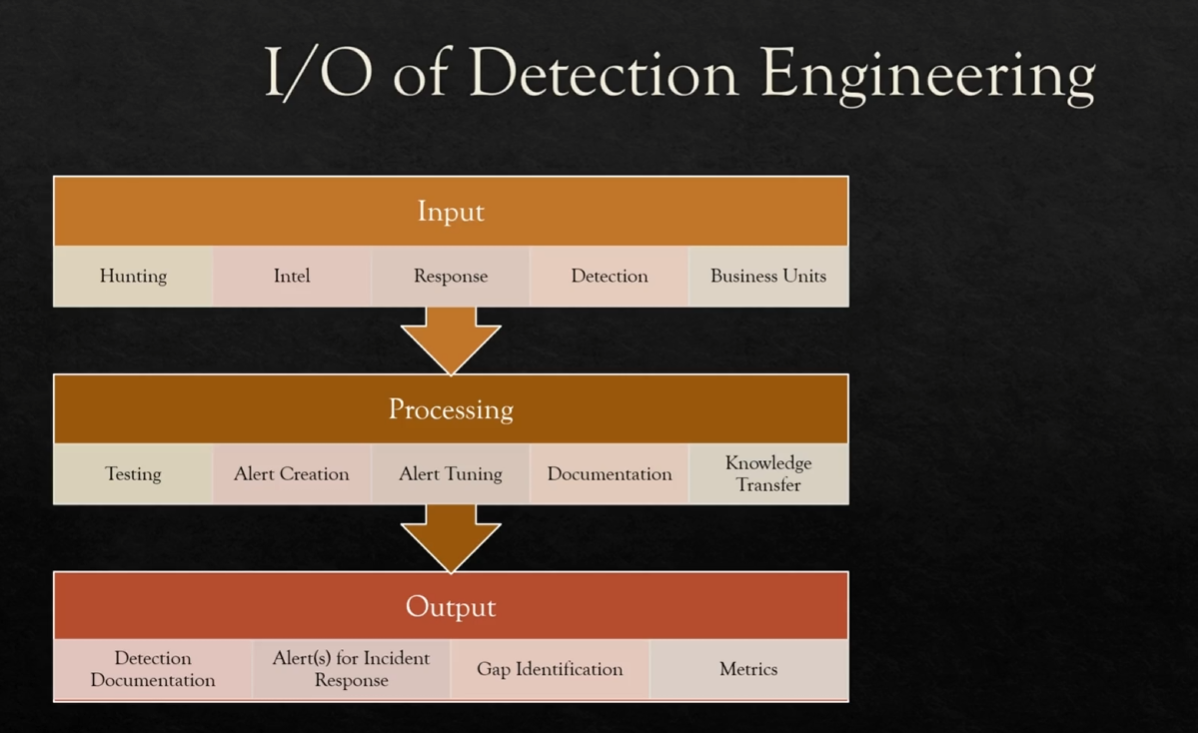 I/O of Detection Engineering
Input
Hunting
Intel
Response
Detection
Business Units
Processing
Testing
Alert Creation
Alert Tuning
Documentation
Knowledge
Transfer
Output
Detection
Documentation
Alert(s) for Incident
Response
Gap Identification
Metrics